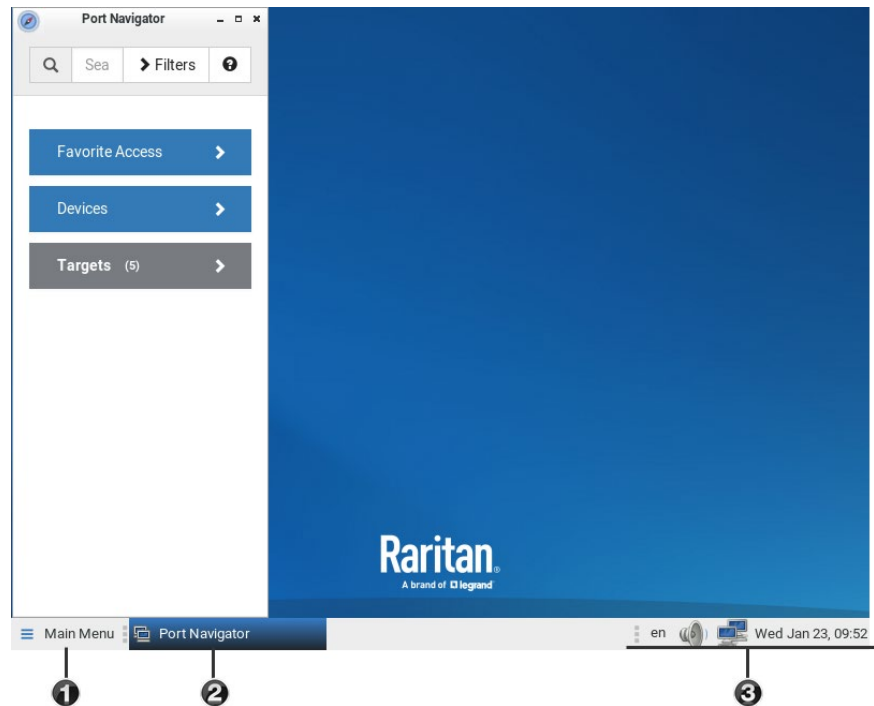 Port Navigator
Sea Filters
Favorite Access
Devices
Targets (5)
Raritan®
A brand of legrand®
Main Menu Port Navigator en Wed Jan 23, 09:52
1 2 3